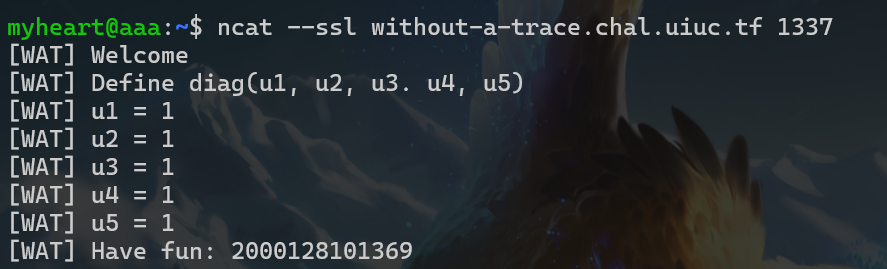 myheart@aaa:~$ ncat --ssl without-a-trace.chal.uiuc.tf 1337
[WAT] Welcome
[WAT] Define diag(u1, u2, u3. u4, u5)
[WAT] u1 = 1
[WAT] u2 = 1
[WAT] u3 = 1
[WAT] u4 = 1
[WAT] u5 = 1
[WAT] Have fun: 2000128101369